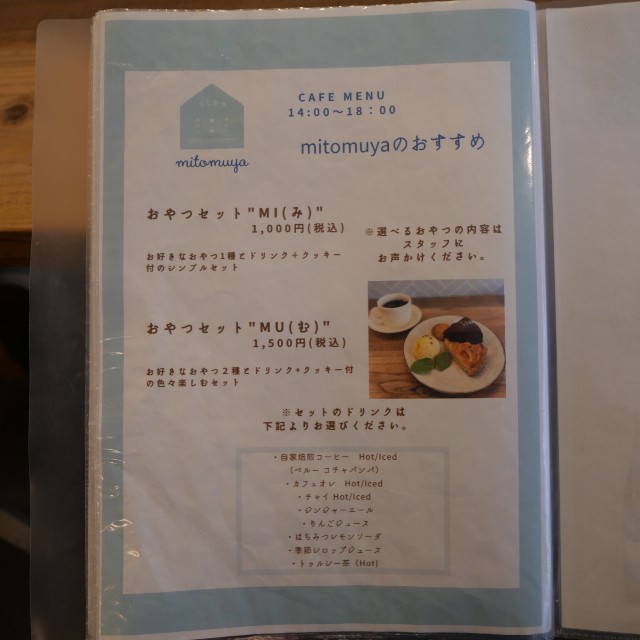 mitomuya
CAFE MENU
14:00～18：00
mitomuyaのおすすめ
おやつセット"MI(み)"
1,000円(税込)
お好きなおやつ1種とドリンク＋クッキー
付のシンプルセット
※選べるおやつの内容は
スタッフに
お声かけください。
おやつセット"MU(む)"
1,500円(税込)
お好きなおやつ２種とドリンク+クッキー付
の色々楽しむセット
※セットのドリンクは
下記よりお選びください。
・自家焙煎コーヒー Hot/Iced
（ペルー コチャパンパ）
・カフェオレ Hot/Iced
・チャイ Hot/Iced
・ジンジャーエール
・りんごジュース
・はちみつレモンソーダ
・季節シロップジュース
・トゥルシー茶（Hot）